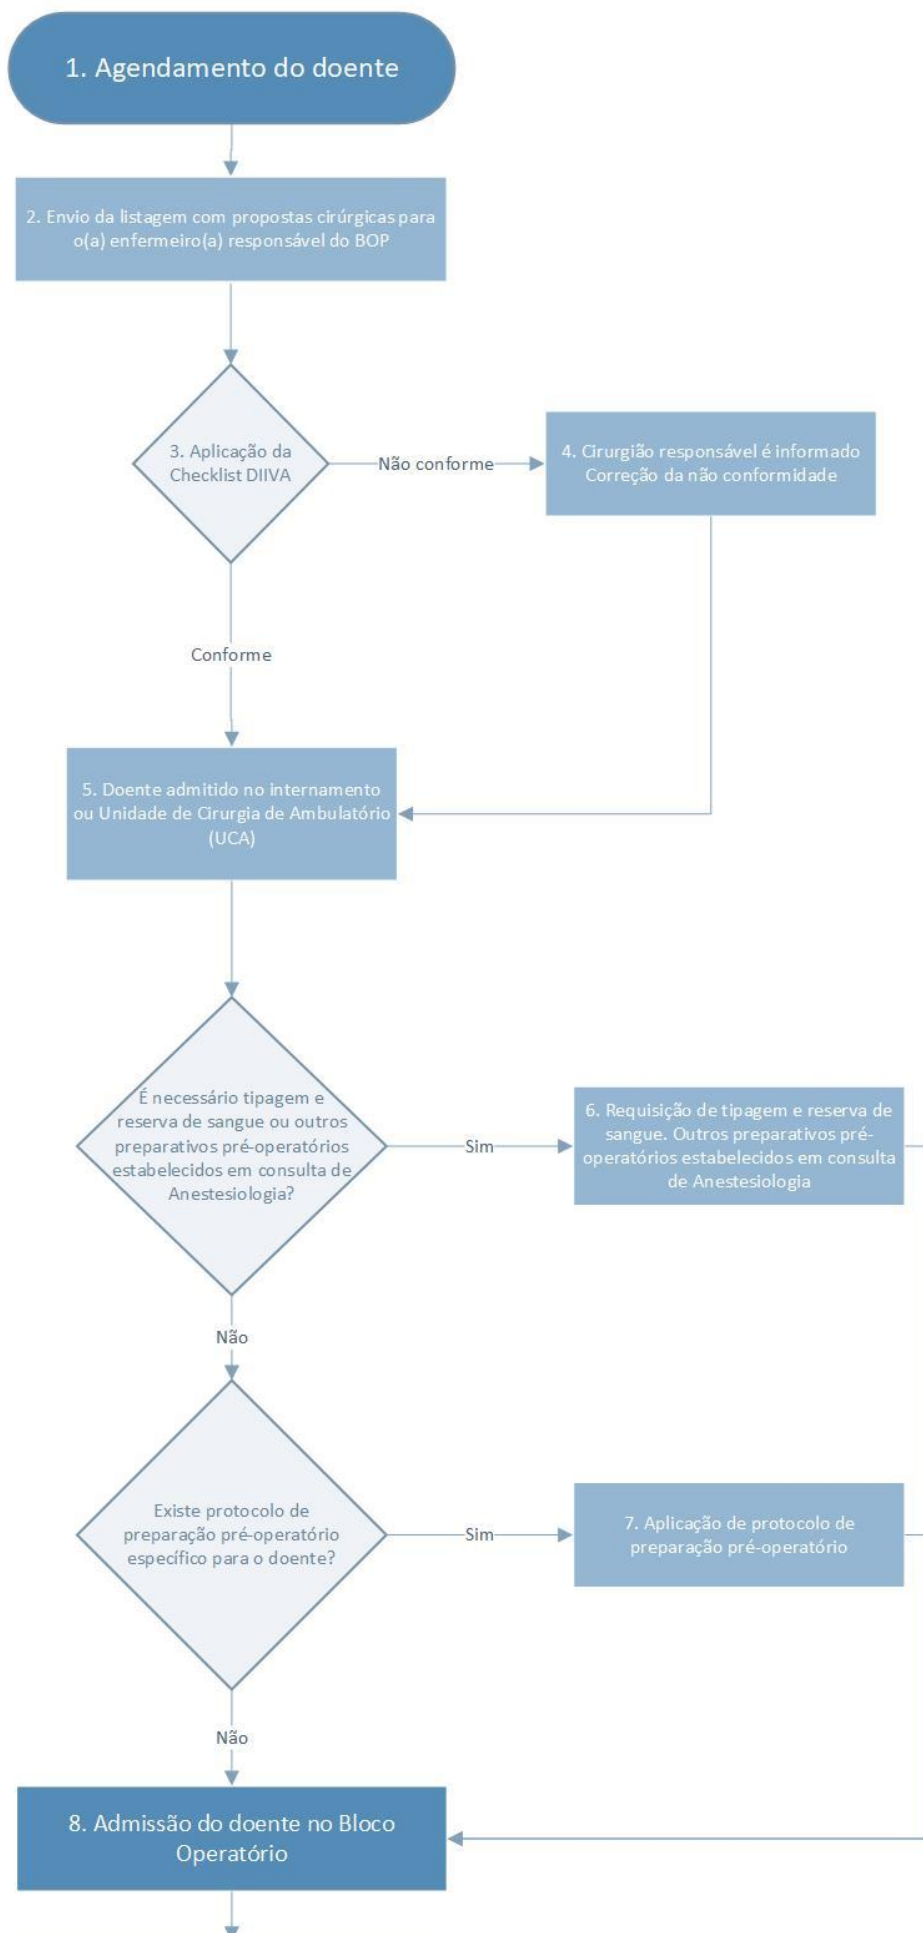 1. Agendamento do doente
2. Envio da listagem com propostas cirúrgicas para
o(a) enfermeiro(a) responsável do BOP
3. Aplicação da
Checklist DIIVA
Não conforme
4. Cirurgião responsável é informado
Correção da não conformidade
Conforme
5. Doente admitido no internamento
ou Unidade de Cirurgia de Ambulatório
(UCA)
É necessário tipagem e
reserva de sangue ou outros
preparativos pré-operatórios
estabelecidos em consulta de
Anestesiologia?
Sim
6. Requisição de tipagem e reserva de
sangue. Outros preparativos pré-
operatórios estabelecidos em consulta
de Anestesiologia
Não
Existe protocolo de
preparação pré-operatório
específico para o doente?
Sim
7. Aplicação de protocolo de
preparação pré-operatório
Não
8. Admissão do doente no Bloco
Operatório